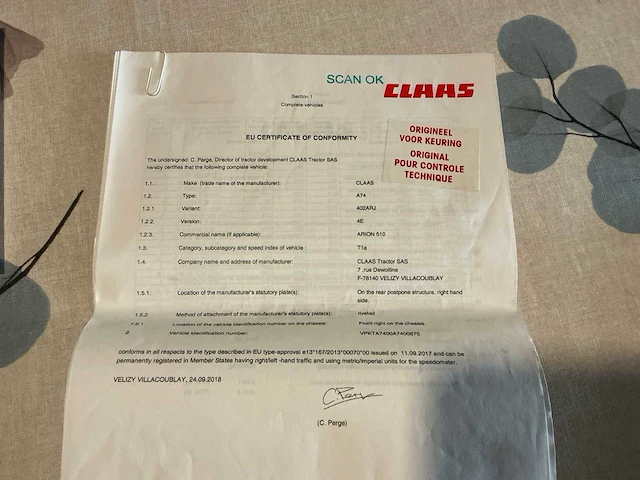 SCAN OK
CLAAS
Section 1
Complete vehicles
EU CERTIFICATE OF CONFORMITY
ORIGINEEL
VOOR KEURING
ORIGINAL
POUR CONTROLE
TECHNIQUE
The undersigned: C. Perge, Director of tractor development CLAAS Tractor SAS
hereby certifies that the following complete vehicle:
1.1. Make (trade name of the manufacturer): CLAAS
1.2. Type: A74
1.2.1. Variant: 402ARJ
1.2.2. Version: 4E
1.2.3. Commercial name (if applicable): ARION 510
1.3. Category, subcategory and speed index of vehicle : T1a
1.4. Company name and address of manufacturer: CLAAS Tractor SAS
7 ,rue Dewoitine
F-78140 VELIZY VILLACOUBLAY
1.5.1. Location of the manufacturer's statutory plate(s): On the rear postpone structure, right hand
side.
1.5.2. Method of attachment of the manufacturer's statutory plate(s): riveted
1.6.1. Location of the vehicle identification number on the chassis: Front right on the chassis.
2. Vehicle identification number: VPKTA7400A7400675
conforms in all respects to the type described in EU type-approval e13*167/2013*00070*00 issued on 11.09.2017 and can be
permanently registered in Member States having right/left -hand traffic and using metric/imperial units for the speedometer.
VELIZY VILLACOUBLAY, 24.09.2018
C. Perge
(C. Perge)